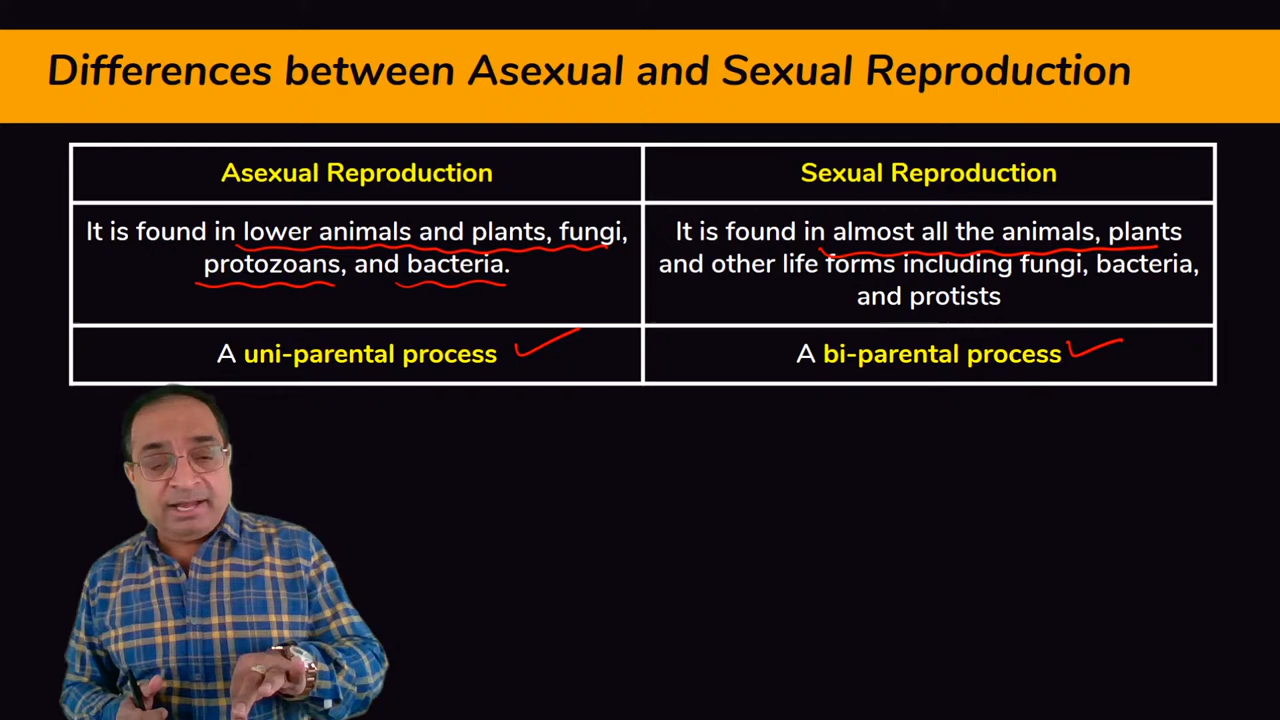 Differences between Asexual and Sexual Reproduction
Asexual Reproduction
Sexual Reproduction
It is found in lower animals and plants, fungi,
protozoans, and bacteria.
It is found in almost all the animals, plants
and other life forms including fungi, bacteria,
and protists
A uni-parental process
A bi-parental process